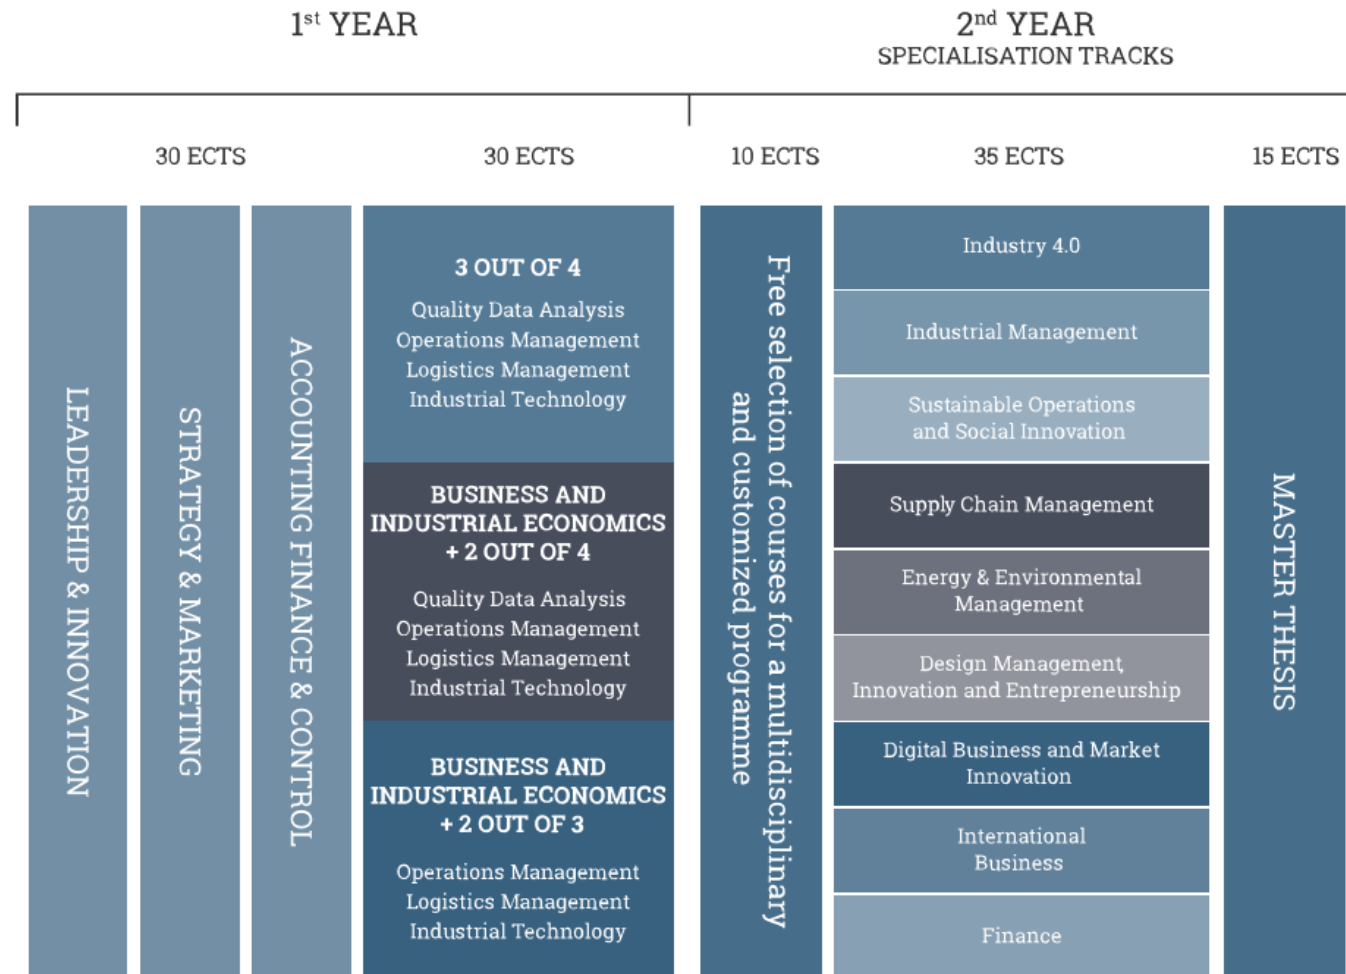 1st YEAR
2nd YEAR
SPECIALISATION TRACKS
30 ECTS
30 ECTS
10 ECTS
35 ECTS
15 ECTS
LEADERSHIP & INNOVATION
STRATEGY & MARKETING
ACCOUNTING FINANCE & CONTROL
3 OUT OF 4
Quality Data Analysis
Operations Management
Logistics Management
Industrial Technology
BUSINESS AND
INDUSTRIAL ECONOMICS
+ 2 OUT OF 4
Quality Data Analysis
Operations Management
Logistics Management
Industrial Technology
BUSINESS AND
INDUSTRIAL ECONOMICS
+ 2 OUT OF 3
Operations Management
Logistics Management
Industrial Technology
Free selection of courses for a multidisciplinary
and customized programme
Industry 4.0
Industrial Management
Sustainable Operations
and Social Innovation
Supply Chain Management
Energy & Environmental
Management
Design Management,
Innovation and Entrepreneurship
Digital Business and Market
Innovation
International
Business
Finance
MASTER THESIS